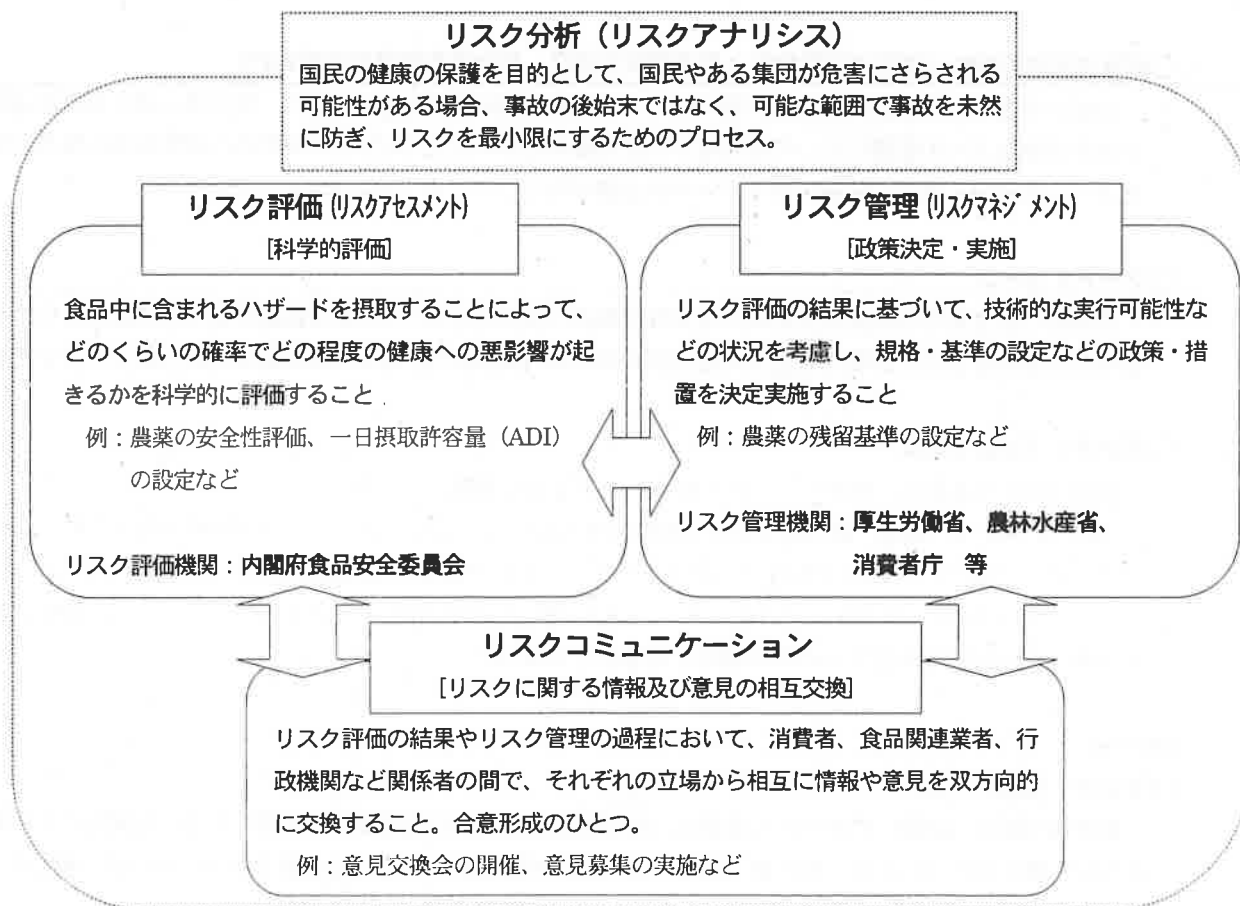 リスク分析（リスクアナリシス）
国民の健康の保護を目的として、国民やある集団が危害にさらされる
可能性がある場合、事故の後始末ではなく、可能な範囲で事故を未然
に防ぎ、リスクを最小限にするためのプロセス。
リスク評価 (ﾘｽｸｱｾｽﾒﾝﾄ)
[科学的評価]
食品中に含まれるハザードを摂取することによって、
どのくらいの確率でどの程度の健康への悪影響が起
きるかを科学的に評価すること
例：農薬の安全性評価、一日摂取許容量（ADI）
の設定など
リスク評価機関：内閣府食品安全委員会
リスク管理 (ﾘｽｸﾏﾈｼﾞﾒﾝﾄ)
[政策決定・実施]
リスク評価の結果に基づいて、技術的な実行可能性な
どの状況を考慮し、規格・基準の設定などの政策・措
置を決定実施すること
例：農薬の残留基準の設定など
リスク管理機関：厚生労働省、農林水産省、
消費者庁　等
リスクコミュニケーション
[リスクに関する情報及び意見の相互交換]
リスク評価の結果やリスク管理の過程において、消費者、食品関連業者、行
政機関など関係者の間で、それぞれの立場から相互に情報や意見を双方向的
に交換すること。合意形成のひとつ。
例：意見交換会の開催、意見募集の実施など